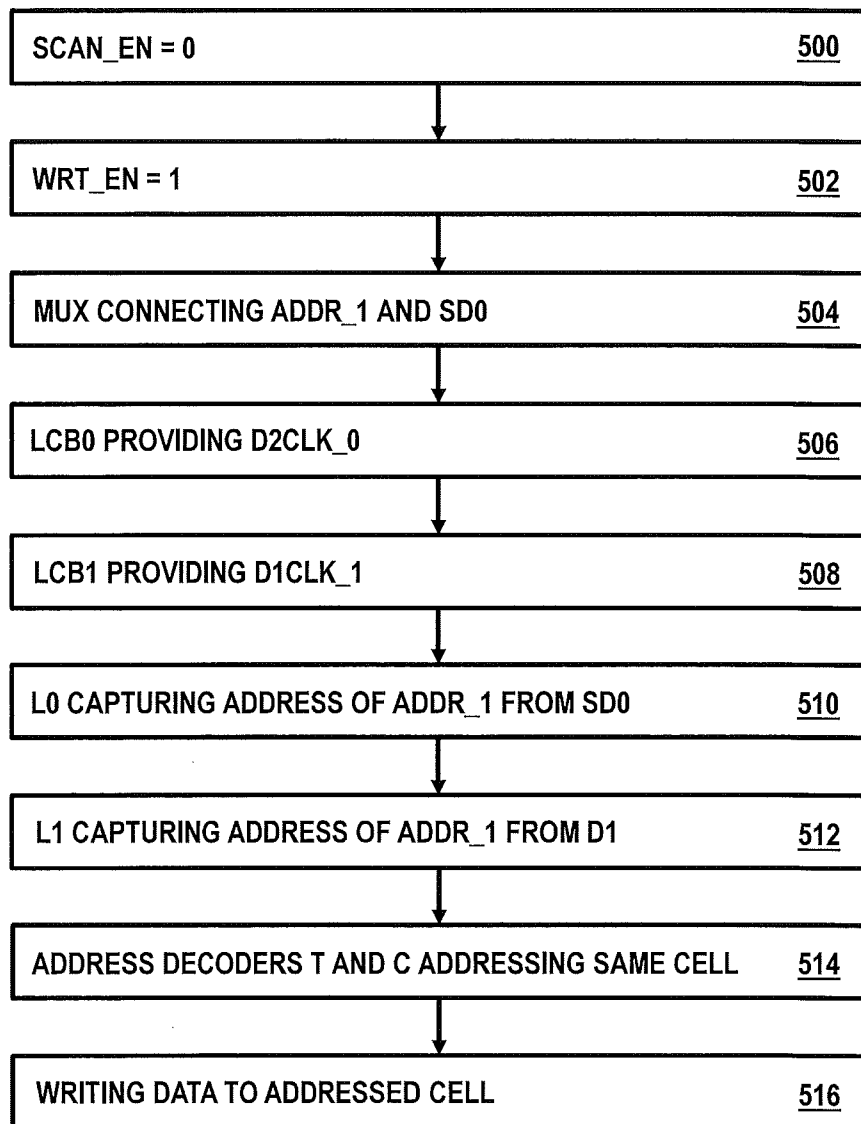 SCAN_EN = 0 500
WRT_EN = 1 502
MUX CONNECTING ADDR_1 AND SD0 504
LCB0 PROVIDING D2CLK_0 506
LCB1 PROVIDING D1CLK_1 508
L0 CAPTURING ADDRESS OF ADDR_1 FROM SD0 510
L1 CAPTURING ADDRESS OF ADDR_1 FROM D1 512
ADDRESS DECODERS T AND C ADDRESSING SAME CELL 514
WRITING DATA TO ADDRESSED CELL 516